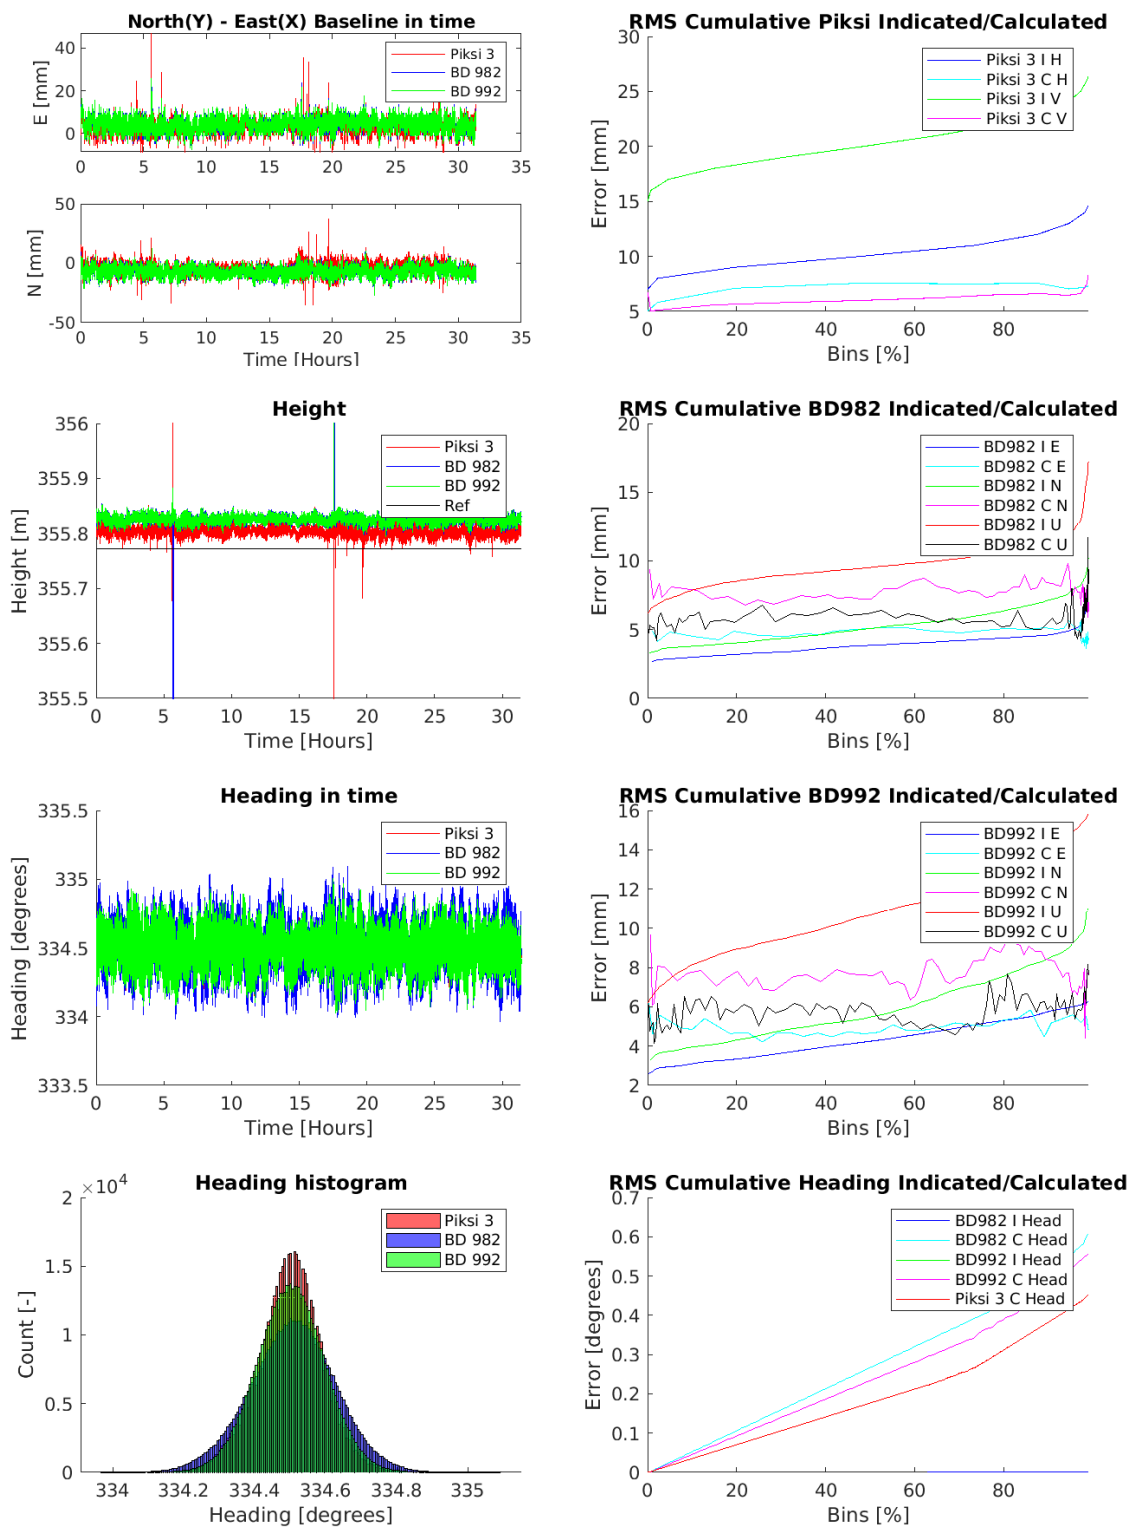 North(Y) - East(X) Baseline in time
E [mm]
40
20
0
Piksi 3
BD 982
BD 992
0 5 10 15 20 25 30 35
N [mm]
50
0
-50
0 5 10 15 20 25 30 35
Time [Hours]
RMS Cumulative Piksi Indicated/Calculated
Error [mm]
30
25
20
15
10
5
Piksi 3 I H
Piksi 3 C H
Piksi 3 I V
Piksi 3 C V
0 20 40 60 80
Bins [%]
Height
Height [m]
356
355.9
355.8
355.7
355.6
355.5
Piksi 3
BD 982
BD 992
Ref
0 5 10 15 20 25 30
Time [Hours]
RMS Cumulative BD982 Indicated/Calculated
Error [mm]
20
15
10
5
0
BD982 I E
BD982 C E
BD982 I N
BD982 C N
BD982 I U
BD982 C U
0 20 40 60 80
Bins [%]
Heading in time
Heading [degrees]
335.5
335
334.5
334
333.5
Piksi 3
BD 982
BD 992
0 5 10 15 20 25 30
Time [Hours]
RMS Cumulative BD992 Indicated/Calculated
Error [mm]
16
14
12
10
8
6
4
2
BD992 I E
BD992 C E
BD992 I N
BD992 C N
BD992 I U
BD992 C U
0 20 40 60 80
Bins [%]
Heading histogram
×10^4
Count [-]
2
1.5
1
0.5
0
Piksi 3
BD 982
BD 992
334 334.2 334.4 334.6 334.8 335
Heading [degrees]
RMS Cumulative Heading Indicated/Calculated
Error [degrees]
0.7
0.6
0.5
0.4
0.3
0.2
0.1
0
BD982 I Head
BD982 C Head
BD992 I Head
BD992 C Head
Piksi 3 C Head
0 20 40 60 80
Bins [%]